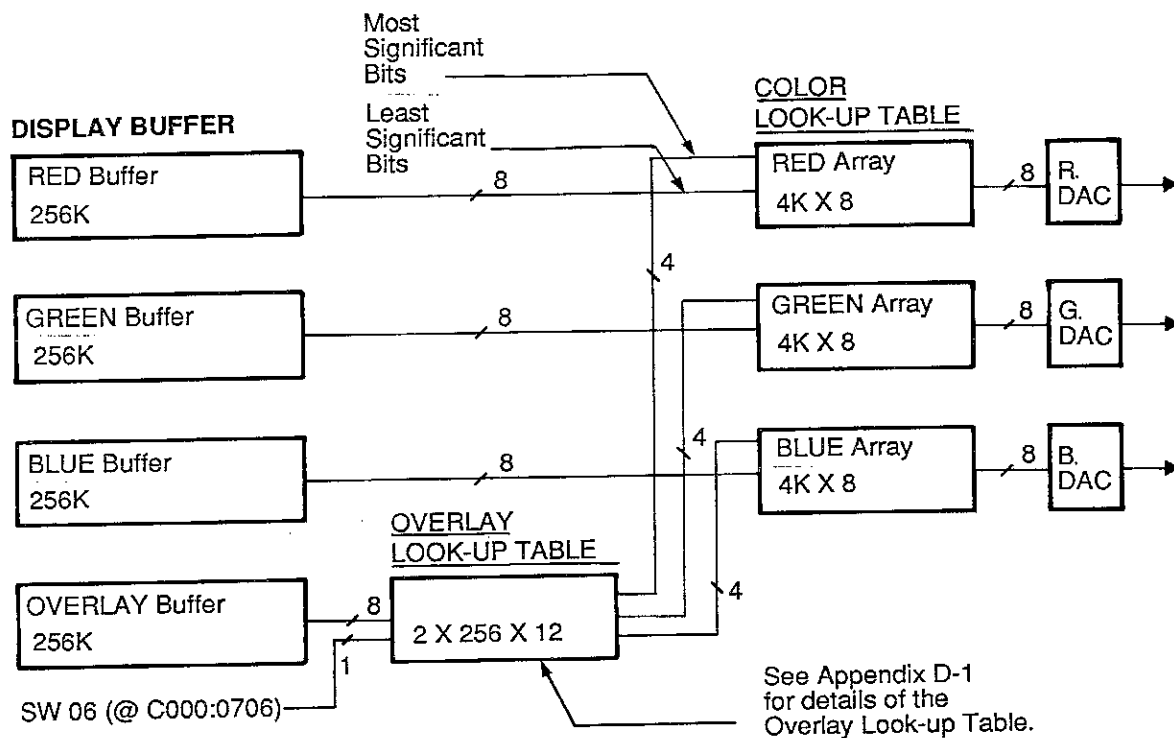 Most
Significant
Bits
Least
Significant
Bits
COLOR
LOOK-UP TABLE
DISPLAY BUFFER
RED Buffer
256K
8
RED Array
4K X 8
8
R.
DAC
4
GREEN Buffer
256K
8
GREEN Array
4K X 8
8
G.
DAC
4
BLUE Buffer
256K
8
BLUE Array
4K X 8
8
B.
DAC
OVERLAY
LOOK-UP TABLE
4
OVERLAY Buffer
256K
8
1
2 X 256 X 12
SW 06 (@ C000:0706)
See Appendix D-1
for details of the
Overlay Look-up Table.